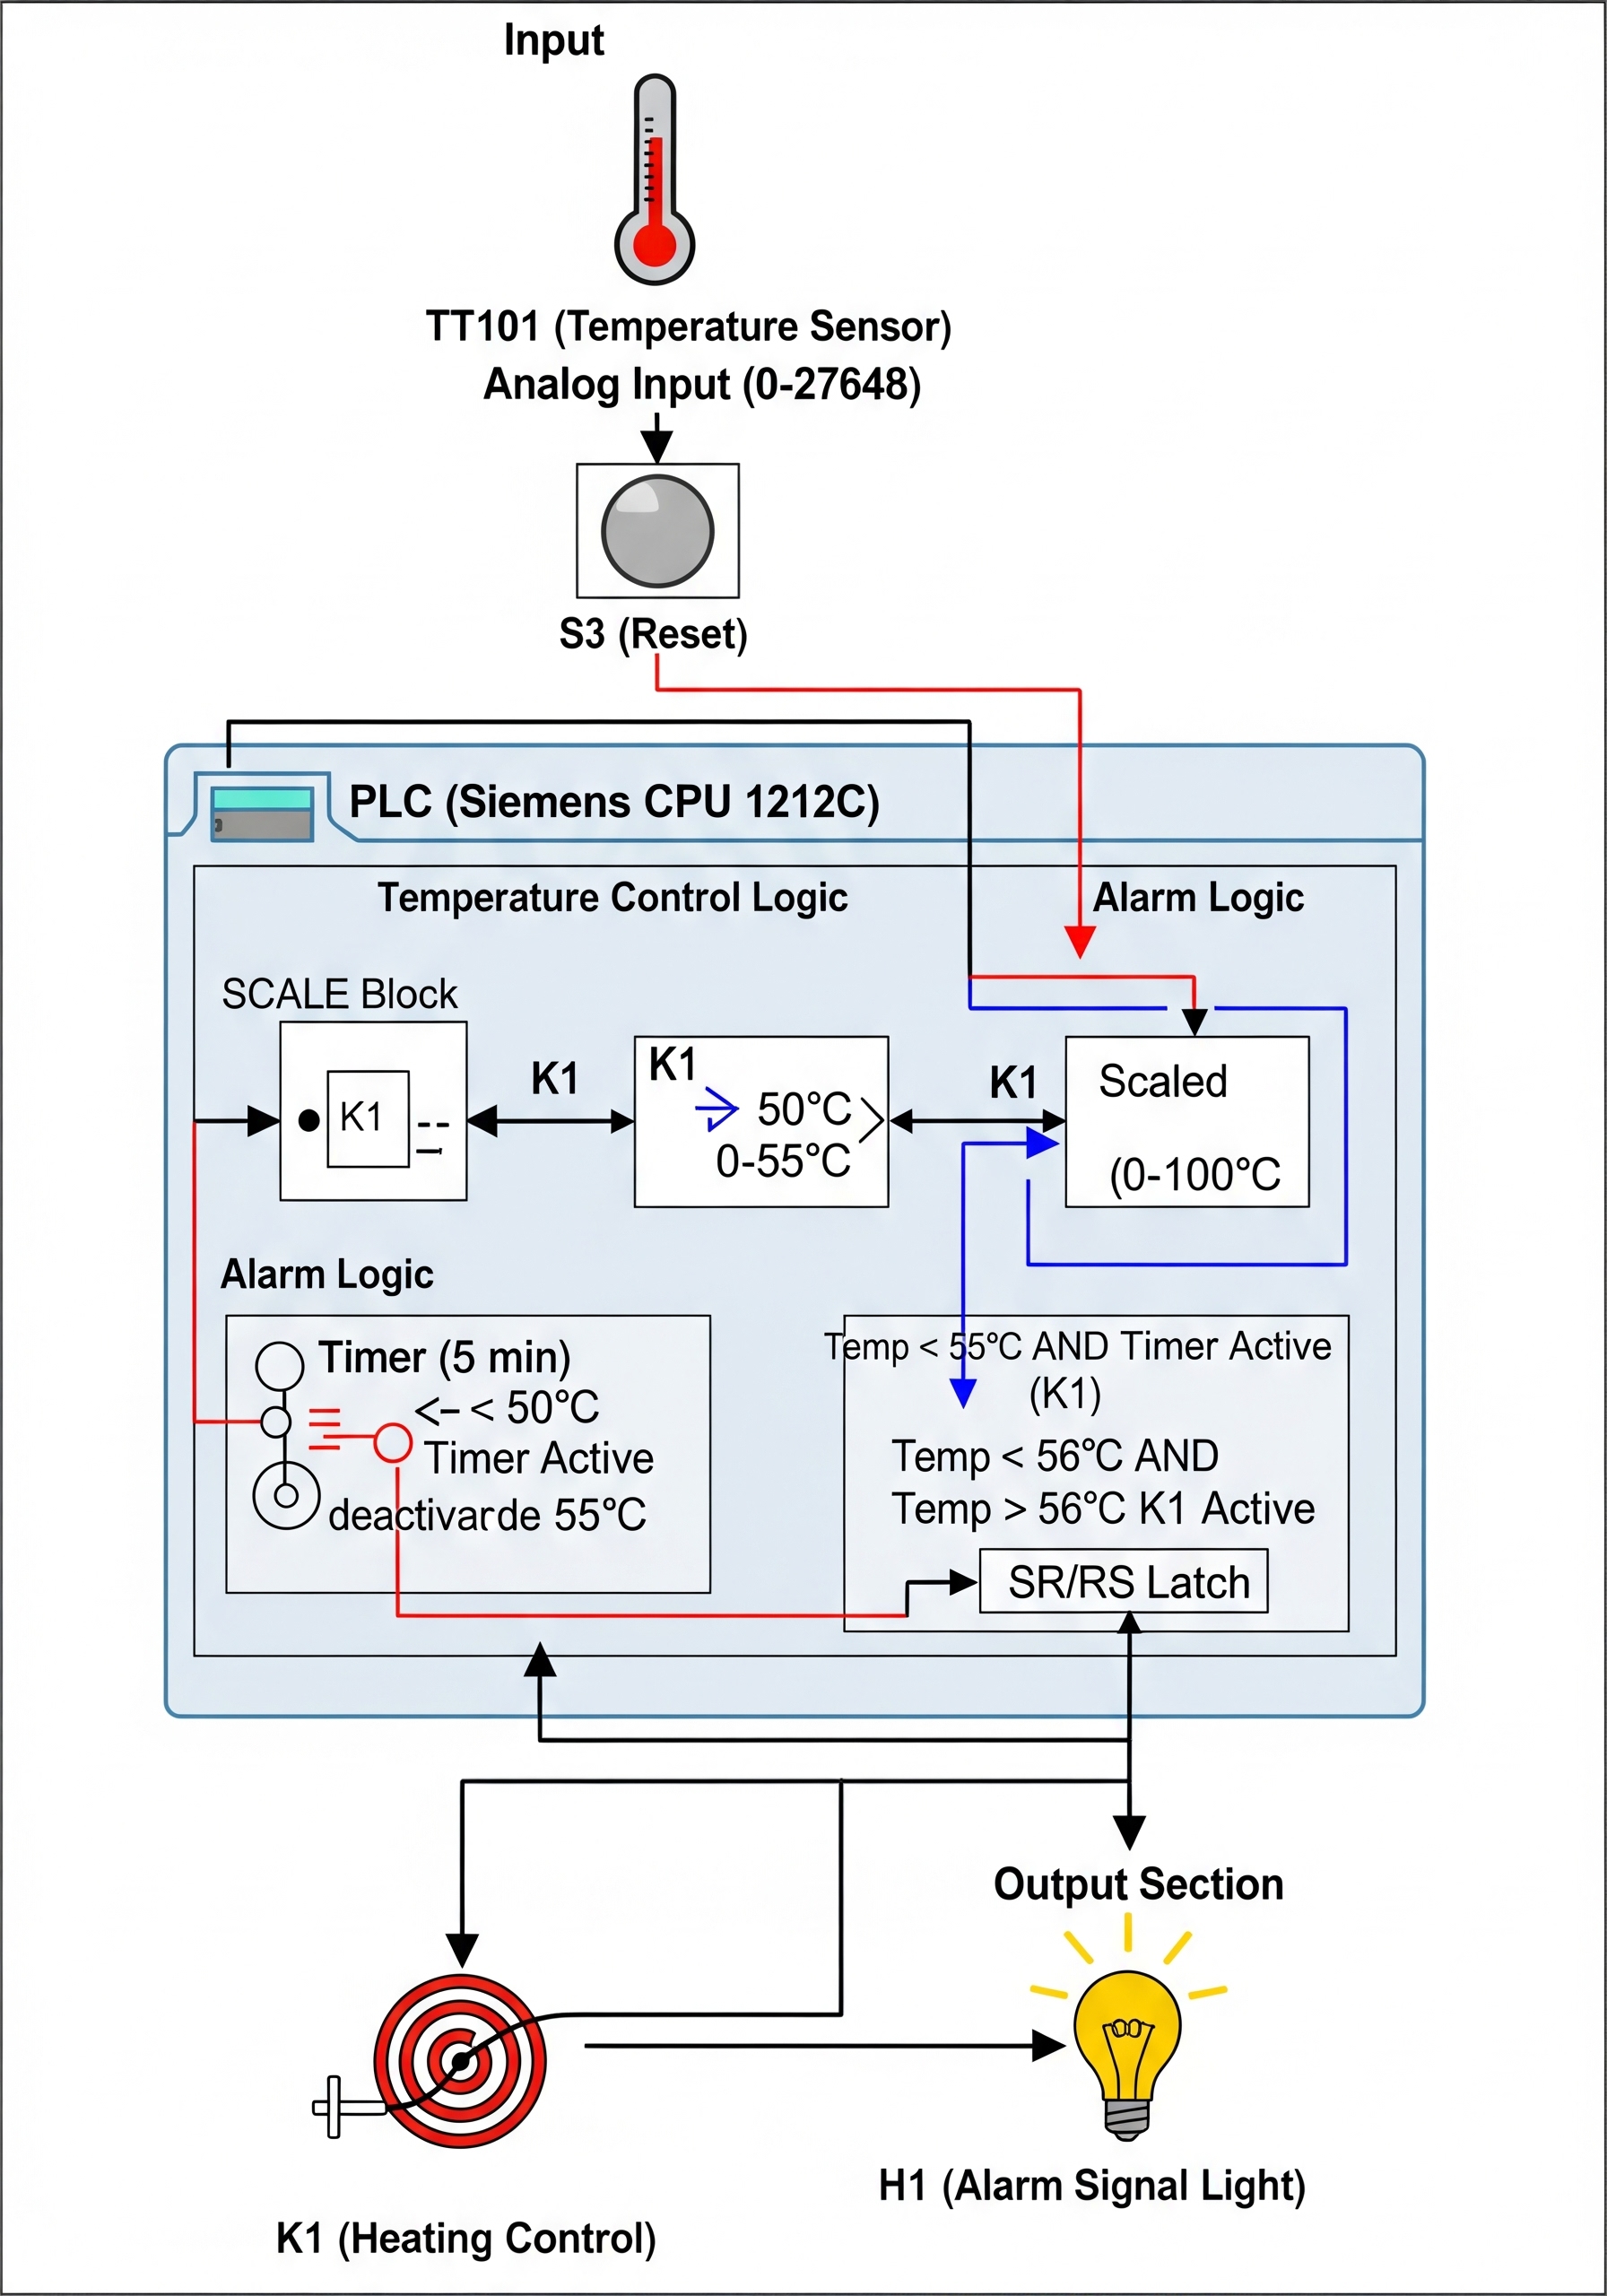 Input
TT101 (Temperature Sensor)
Analog Input (0-27648)
S3 (Reset)
PLC (Siemens CPU 1212C)
Temperature Control Logic
Alarm Logic
SCALE Block
K1
K1
K1
50°C
0-55°C
K1
Scaled
(0-100°C
Alarm Logic
Timer (5 min)
<-- < 50°C
Timer Active
deactivarde 55°C
Temp < 55°C AND Timer Active
(K1)
Temp < 56°C AND
Temp > 56°C K1 Active
SR/RS Latch
Output Section
H1 (Alarm Signal Light)
K1 (Heating Control)